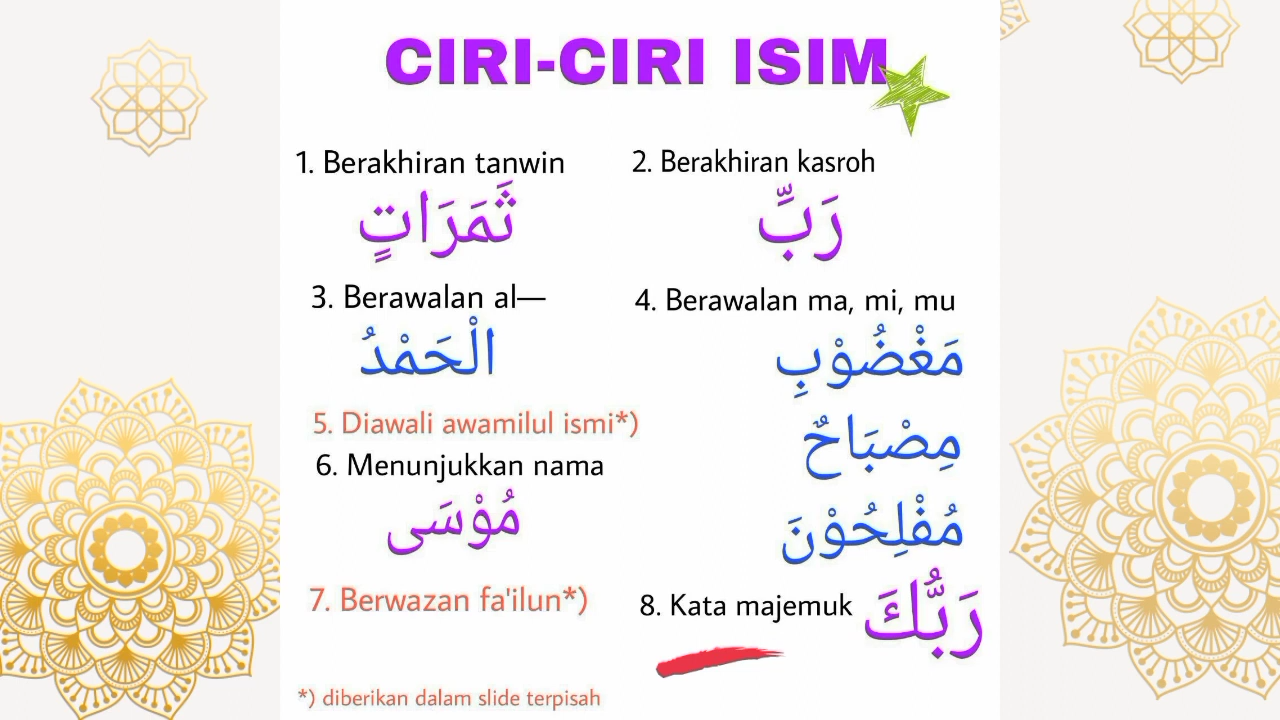 CIRI-CIRI ISIM
1. Berakhiran tanwin
ثَمَرَاتٍ
2. Berakhiran kasroh
رَبِّ
3. Berawalan al—
الْحَمْدُ
4. Berawalan ma, mi, mu
مَغْضُوْبِ
مِصْبَاحٌ
مُفْلِحُوْنَ
5. Diawali awamilul ismi*)
6. Menunjukkan nama
مُوْسَى
7. Berwazan fa'ilun*)
8. Kata majemuk رَبُّكَ
*) diberikan dalam slide terpisah